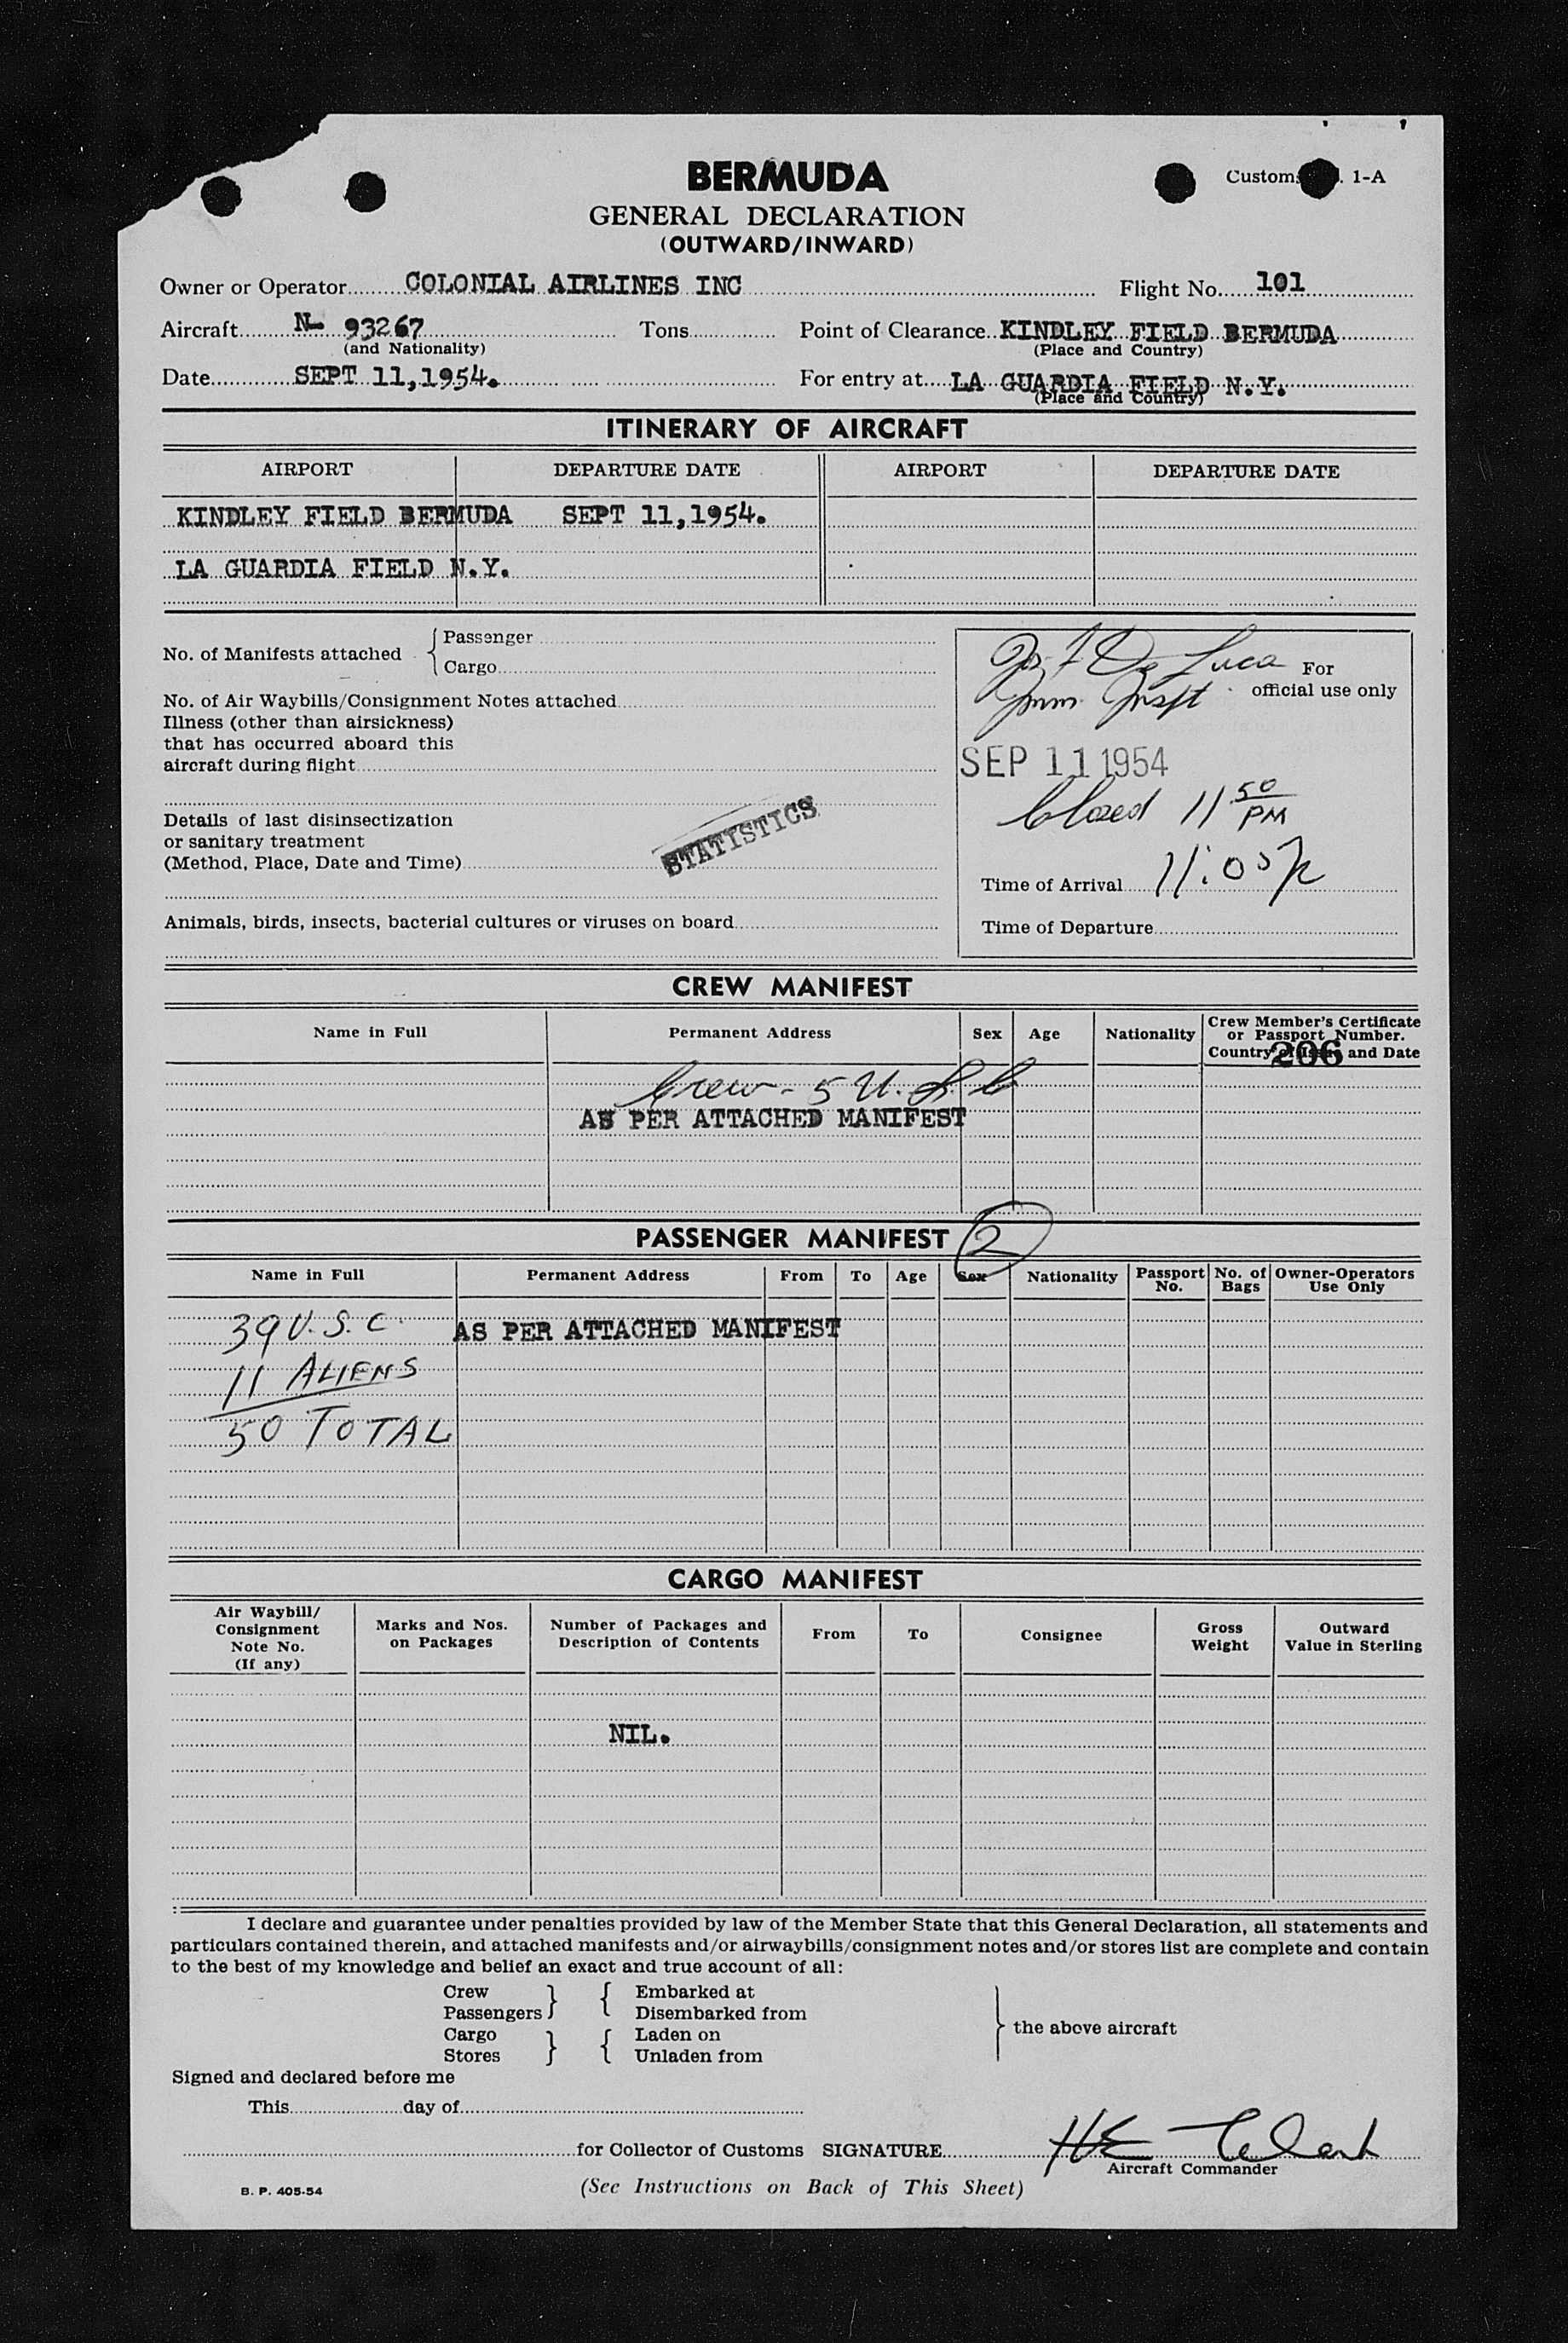 BERMUDA
Customs 1-A
GENERAL DECLARATION
(OUTWARD/INWARD)
Owner or Operator COLONIAL AIRLINES INC Flight No. 101
Aircraft N- 93267 Tons Point of Clearance KINDLEY FIELD BERMUDA
(and Nationality) (Place and Country)
Date SEPT 11,1954. For entry at LA GUARDIA FIELD N.Y.
(Place and Country)
ITINERARY OF AIRCRAFT
AIRPORT DEPARTURE DATE AIRPORT DEPARTURE DATE
KINDLEY FIELD BERMUDA SEPT 11,1954.
LA GUARDIA FIELD N.Y.
No. of Manifests attached { Passenger
Cargo
No. of Air Waybills/Consignment Notes attached
Illness (other than airsickness)
that has occurred aboard this
aircraft during flight
Details of last disinsectization
or sanitary treatment
(Method, Place, Date and Time)
STATISTICS
Animals, birds, insects, bacterial cultures or viruses on board
De Luca For
official use only
Imm. Inspt
SEP 11 1954
Closed 11 50 PM
Time of Arrival 11:05p
Time of Departure
CREW MANIFEST
Name in Full Permanent Address Sex Age Nationality Crew Member's Certificate
or Passport Number.
Country of Issue and Date
206
Crew - 5 U.S.C
AS PER ATTACHED MANIFEST
PASSENGER MANIFEST 2
Name in Full Permanent Address From To Age Sex Nationality Passport No. No. of Bags Owner-Operators Use Only
39 U.S.C. AS PER ATTACHED MANIFEST
11 ALIENS
50 TOTAL
CARGO MANIFEST
Air Waybill/ Consignment Note No. (If any) Marks and Nos. on Packages Number of Packages and Description of Contents From To Consignee Gross Weight Outward Value in Sterling
NIL.
I declare and guarantee under penalties provided by law of the Member State that this General Declaration, all statements and
particulars contained therein, and attached manifests and/or airwaybills/consignment notes and/or stores list are complete and contain
to the best of my knowledge and belief an exact and true account of all:
Crew } { Embarked at
Passengers Disembarked from
Cargo } { Laden on } the above aircraft
Stores Unladen from
Signed and declared before me
This day of
for Collector of Customs SIGNATURE
Aircraft Commander
B. P. 405-54 (See Instructions on Back of This Sheet)